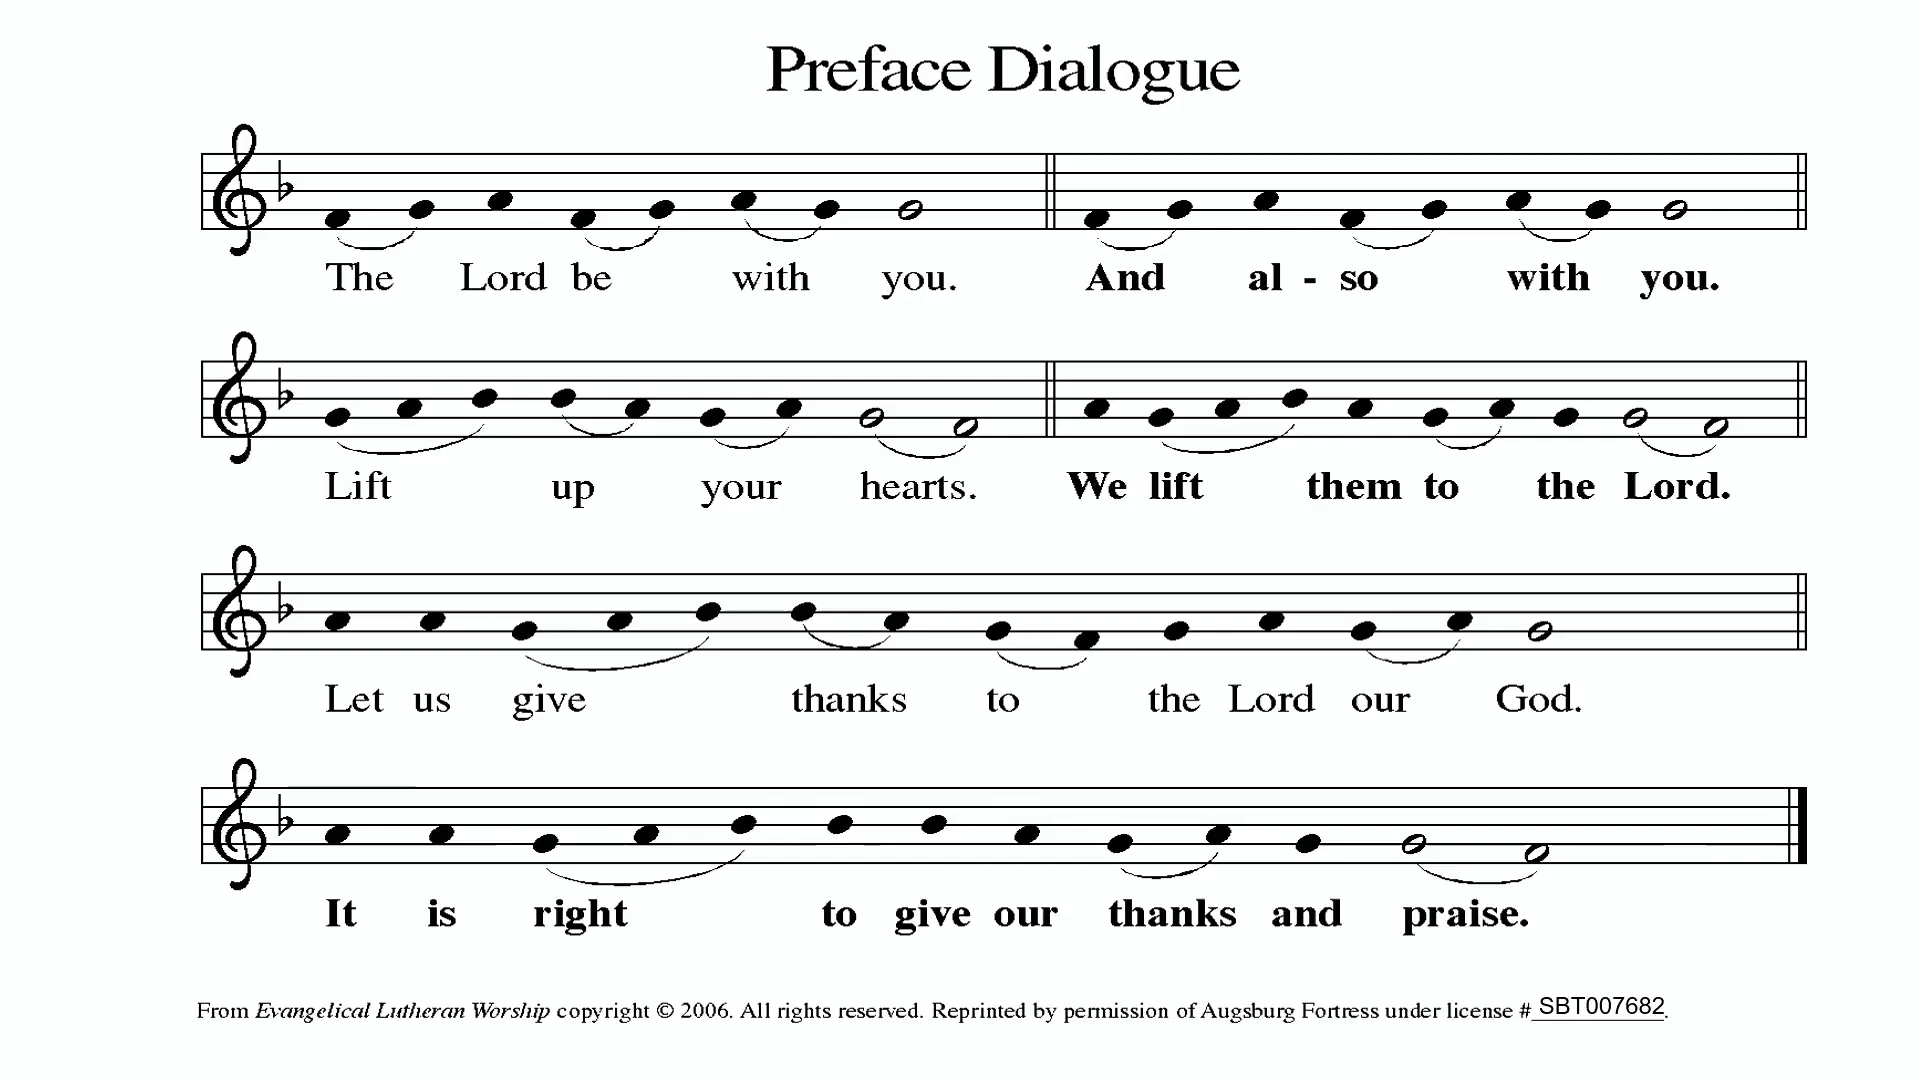 Preface Dialogue
The Lord be with you. And al - so with you.
Lift up your hearts. We lift them to the Lord.
Let us give thanks to the Lord our God.
It is right to give our thanks and praise.
From Evangelical Lutheran Worship copyright © 2006. All rights reserved. Reprinted by permission of Augsburg Fortress under license # SBT007682.